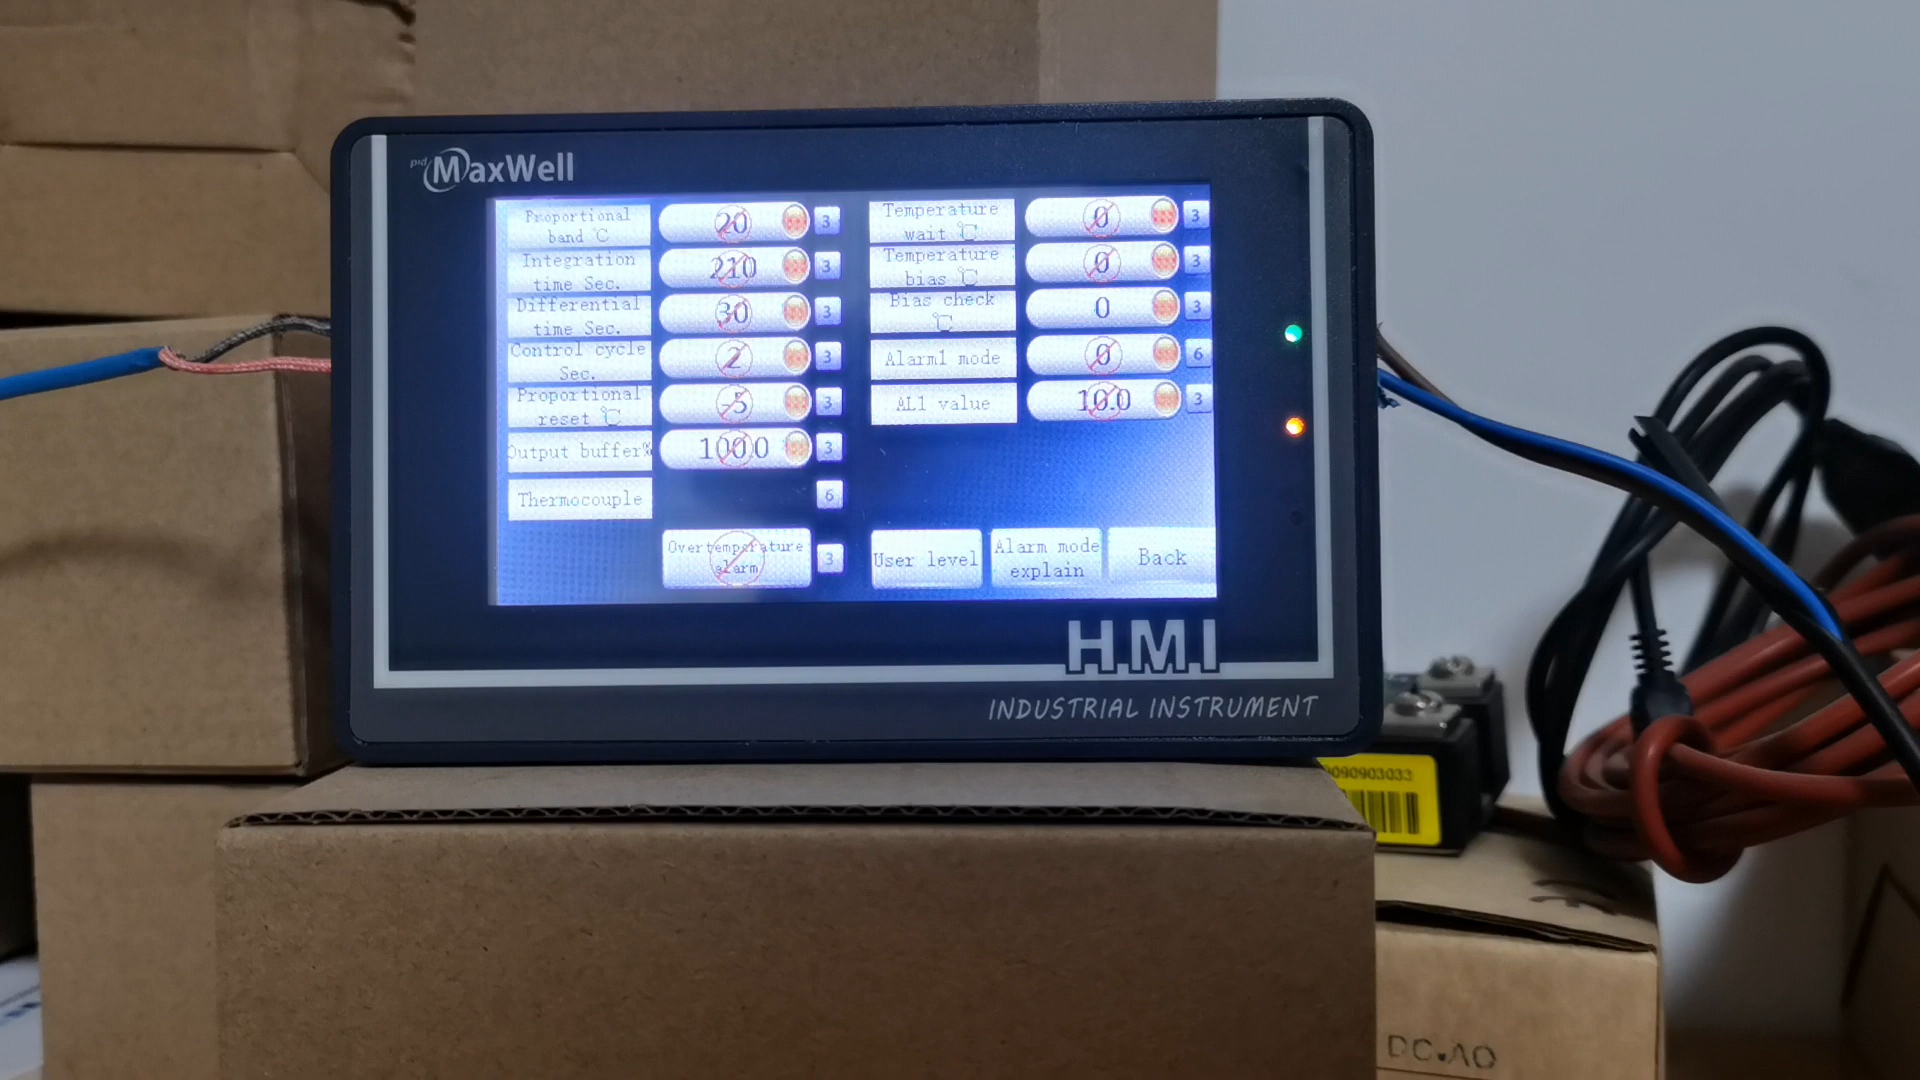 pid MaxWell
Proportional
band ℃
20
3
Temperature
wait ℃
0
3
Integration
time Sec.
210
3
Temperature
bias ℃
0
3
Differential
time Sec.
30
3
Bias check
℃
0
3
Control cycle
Sec.
2
3
Alarm1 mode
0
6
Proportional
reset ℃
-5
3
AL1 value
10.0
3
Output buffer%
100.0
3
Thermocouple
6
Overtemperature
alarm
3
User level
Alarm mode
explain
Back
HMI
INDUSTRIAL INSTRUMENT
090903033